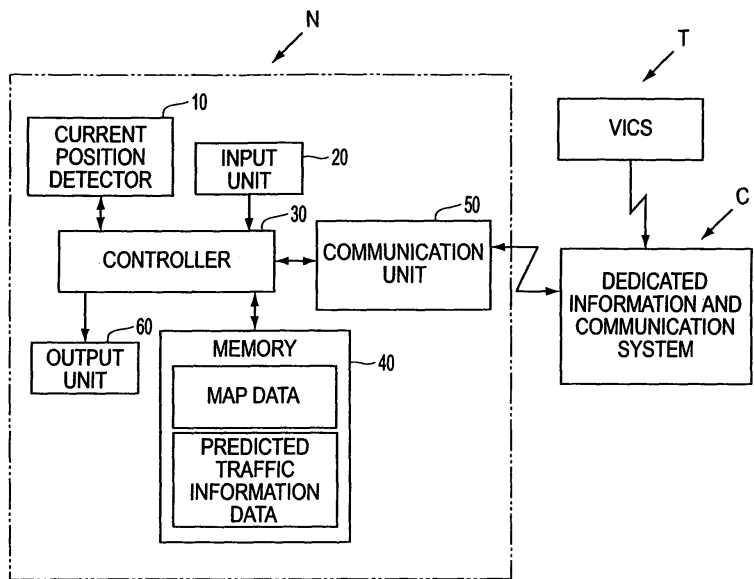 N
T
10
CURRENT
POSITION
DETECTOR
INPUT
UNIT
20
VICS
30
CONTROLLER
50
COMMUNICATION
UNIT
C
DEDICATED
INFORMATION AND
COMMUNICATION
SYSTEM
60
OUTPUT
UNIT
MEMORY
40
MAP DATA
PREDICTED
TRAFFIC
INFORMATION
DATA